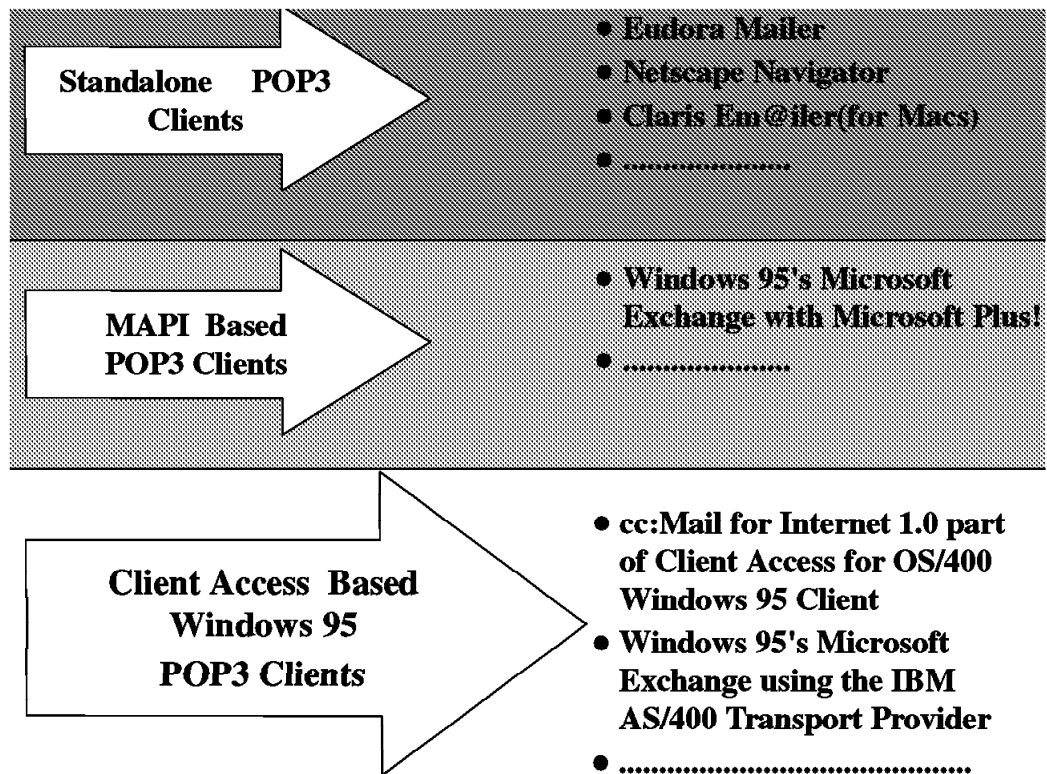 Standalone POP3
Clients
● Eudora Mailer
● Netscape Navigator
● Claris Em@iler(for Macs)
● .....................
MAPI Based
POP3 Clients
● Windows 95's Microsoft
Exchange with Microsoft Plus!
● .....................
Client Access Based
Windows 95
POP3 Clients
● cc:Mail for Internet 1.0 part
of Client Access for OS/400
Windows 95 Client
● Windows 95's Microsoft
Exchange using the IBM
AS/400 Transport Provider
● ............................................